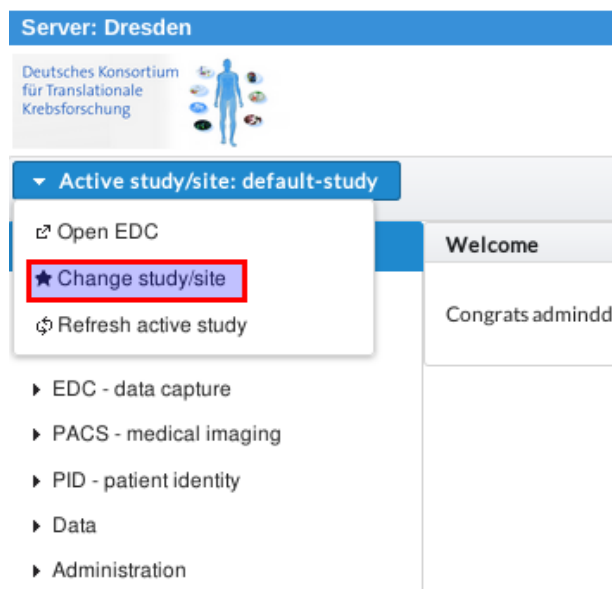 Server: Dresden
Deutsches Konsortium
für Translationale
Krebsforschung
Active study/site: default-study
Open EDC
Change study/site
Refresh active study
Welcome
Congrats admindd
EDC - data capture
PACS - medical imaging
PID - patient identity
Data
Administration